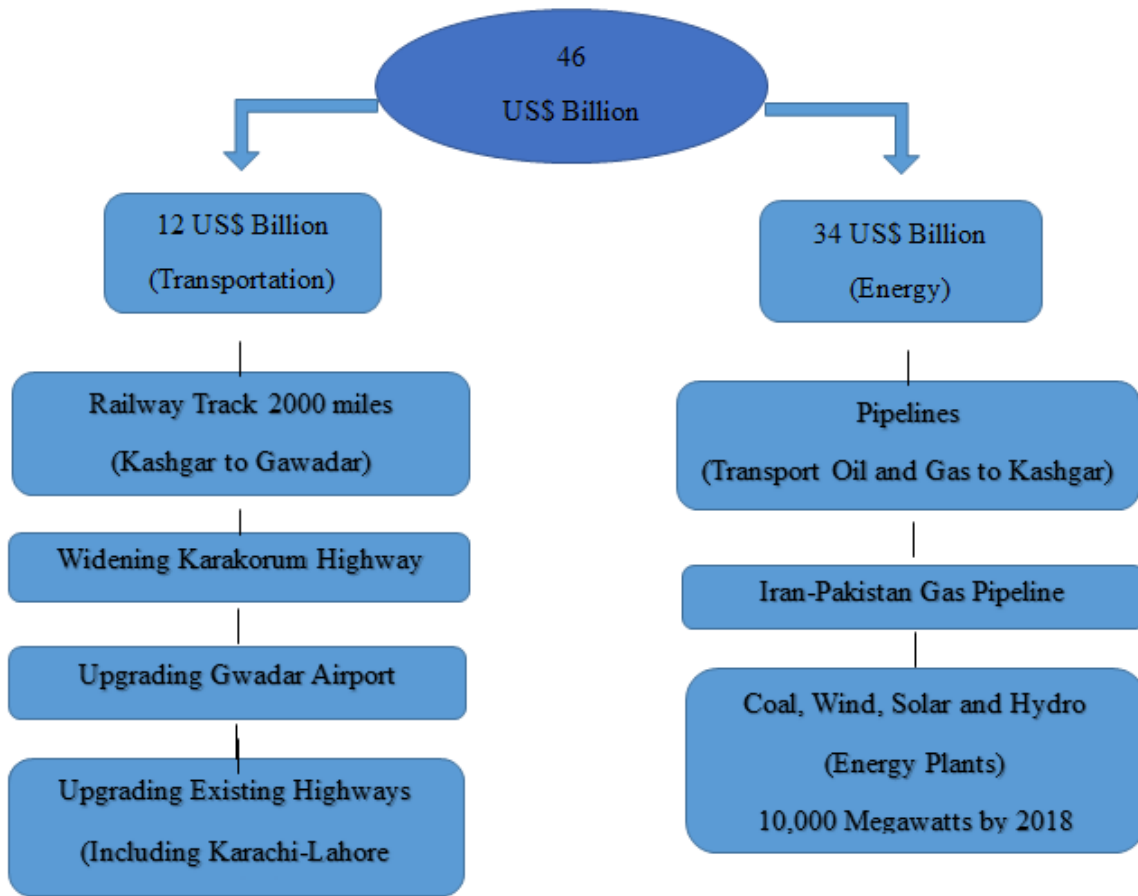 46
US$ Billion
12 US$ Billion
(Transportation)
Railway Track 2000 miles
(Kashgar to Gawadar)
Widening Karakorum Highway
Upgrading Gwadar Airport
Upgrading Existing Highways
(Including Karachi-Lahore
34 US$ Billion
(Energy)
Pipelines
(Transport Oil and Gas to Kashgar)
Iran-Pakistan Gas Pipeline
Coal, Wind, Solar and Hydro
(Energy Plants)
10,000 Megawatts by 2018